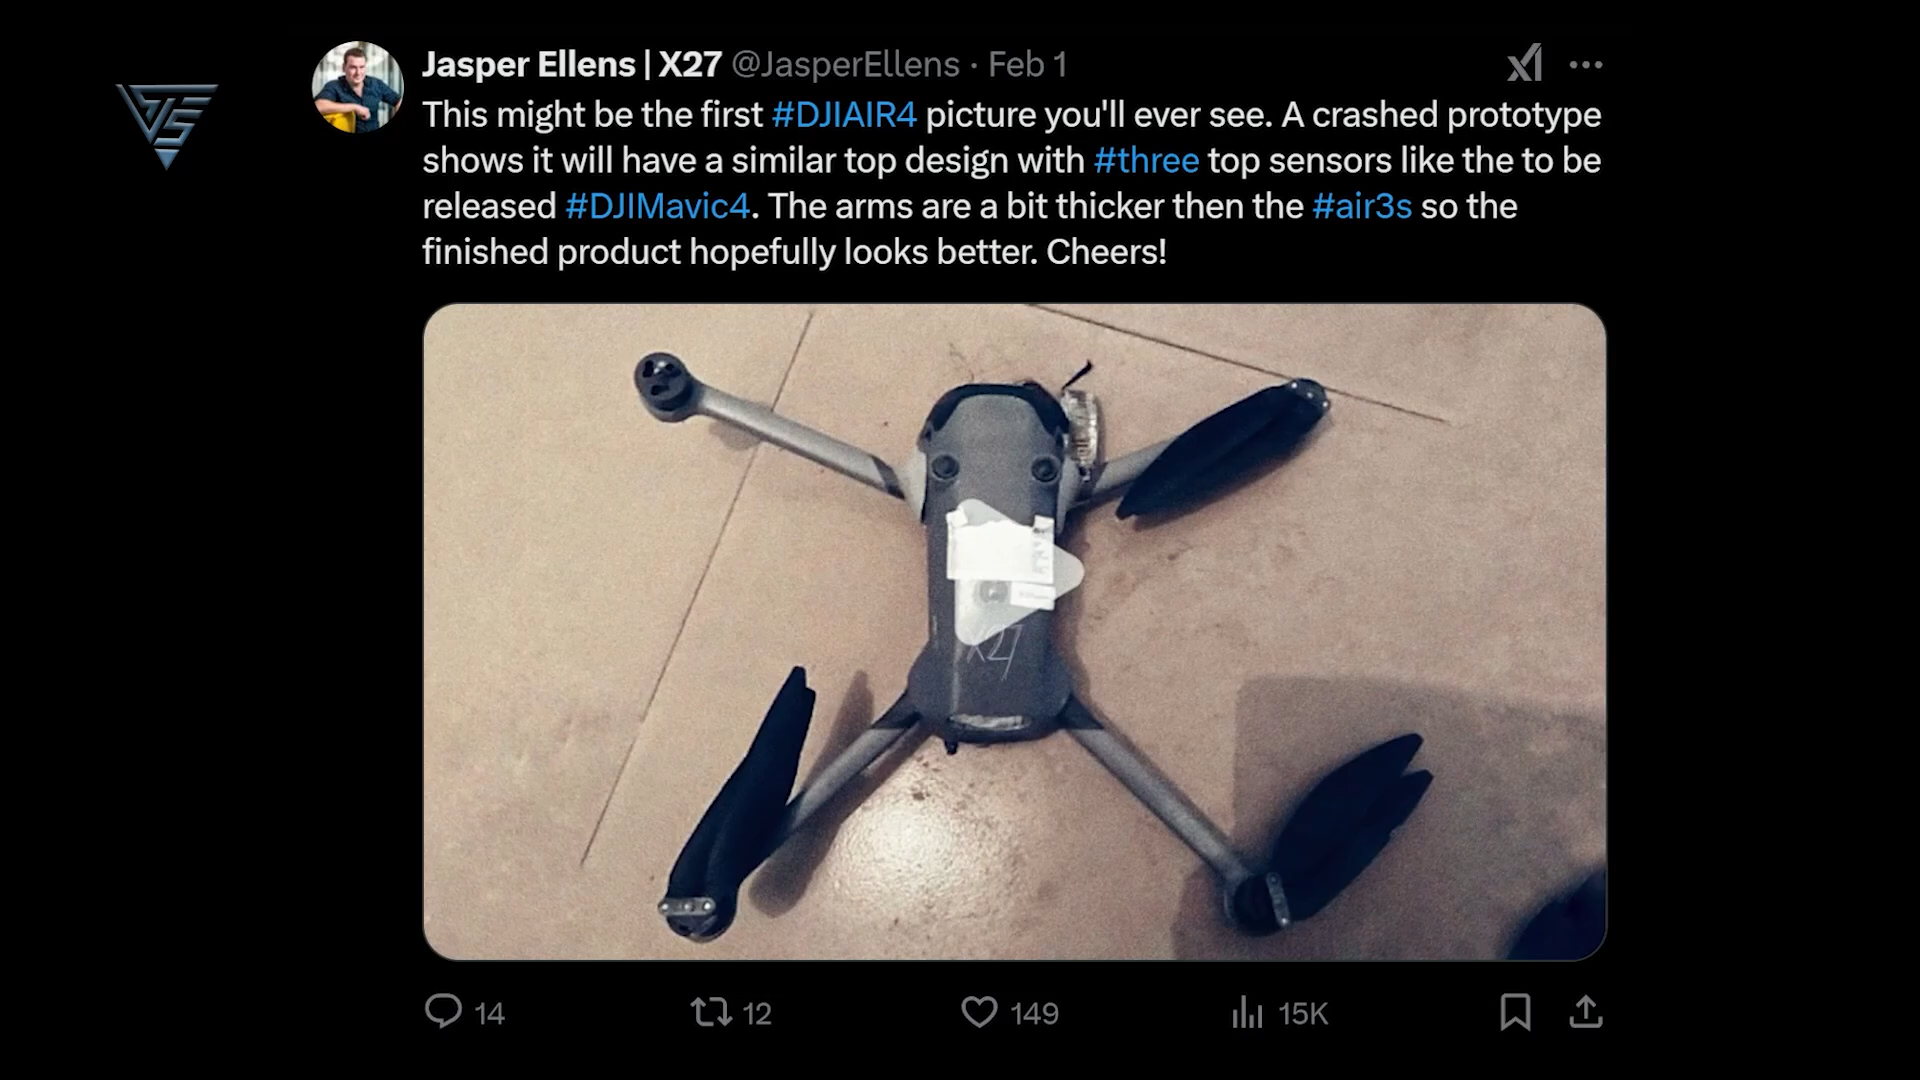 Jasper Ellens | X27 @JasperEllens · Feb 1
This might be the first #DJIAIR4 picture you'll ever see. A crashed prototype
shows it will have a similar top design with #three top sensors like the to be
released #DJIMavic4. The arms are a bit thicker then the #air3s so the
finished product hopefully looks better. Cheers!
X27
14 12 149 15K